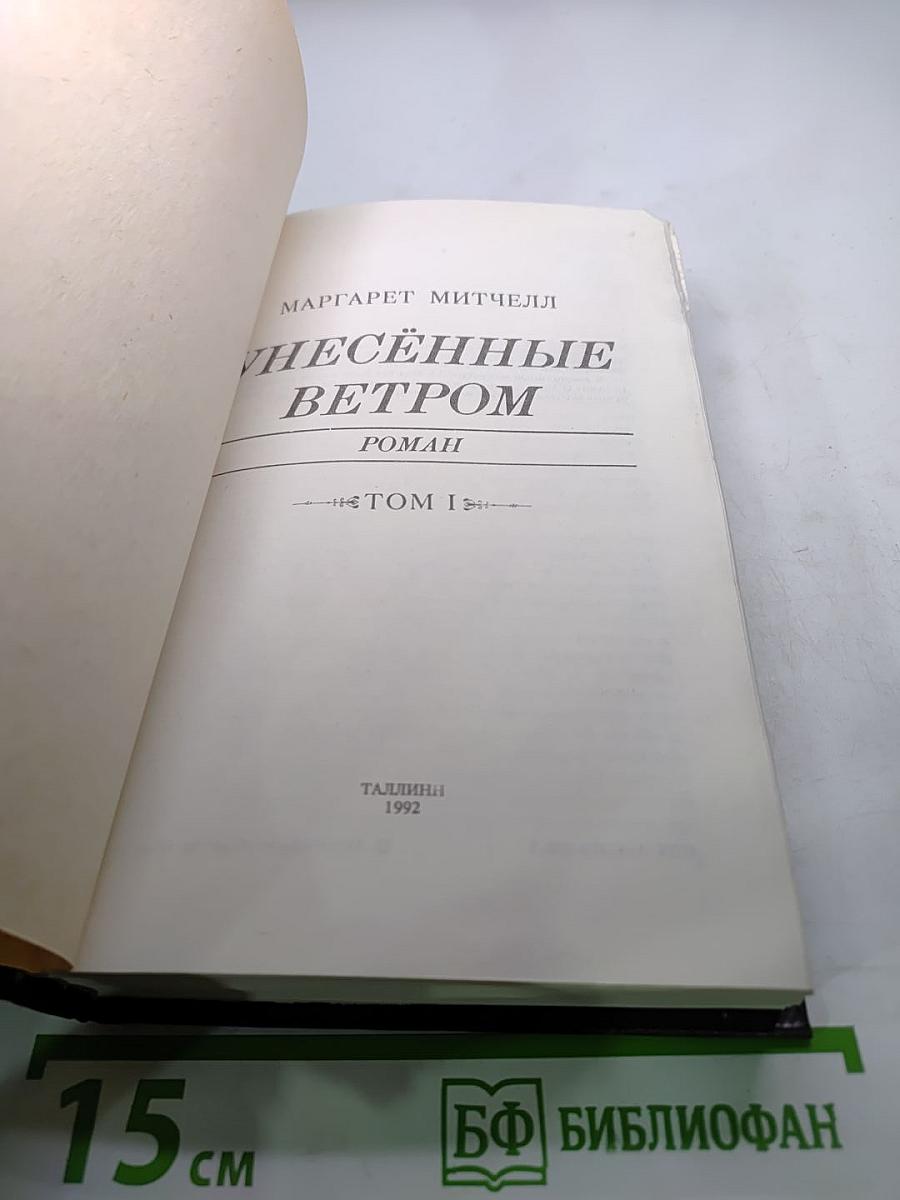 МАРГАРЕТ МИТЧЕЛЛ
УНЕСЁННЫЕ
ВЕТРОМ
РОМАН
ТОМ I
ТАЛЛИНН
1992
15 см
БФ БИБЛИОФАН